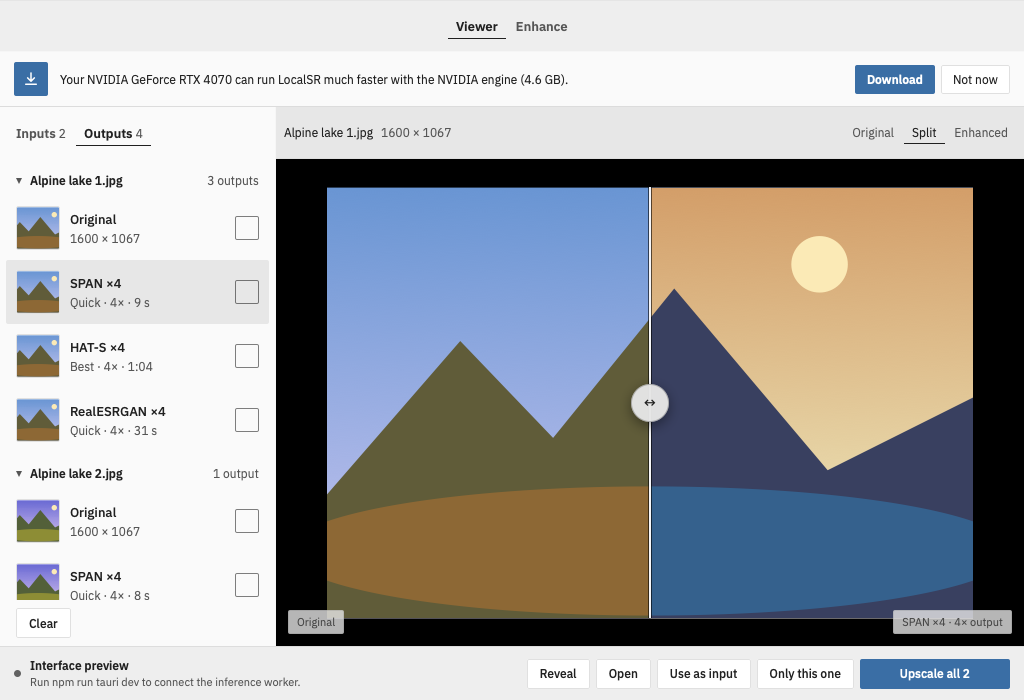 Viewer Enhance
Your NVIDIA GeForce RTX 4070 can run LocalSR much faster with the NVIDIA engine (4.6 GB).
Download Not now
Inputs 2 Outputs 4
Alpine lake 1.jpg 1600 × 1067
Original Split Enhanced
▼ Alpine lake 1.jpg 3 outputs
Original
1600 × 1067
SPAN ×4
Quick · 4× · 9 s
HAT-S ×4
Best · 4× · 1:04
RealESRGAN ×4
Quick · 4× · 31 s
▼ Alpine lake 2.jpg 1 output
Original
1600 × 1067
SPAN ×4
Quick · 4× · 8 s
Clear
Original
SPAN ×4 · 4× output
Interface preview
Run npm run tauri dev to connect the inference worker.
Reveal Open Use as input Only this one Upscale all 2